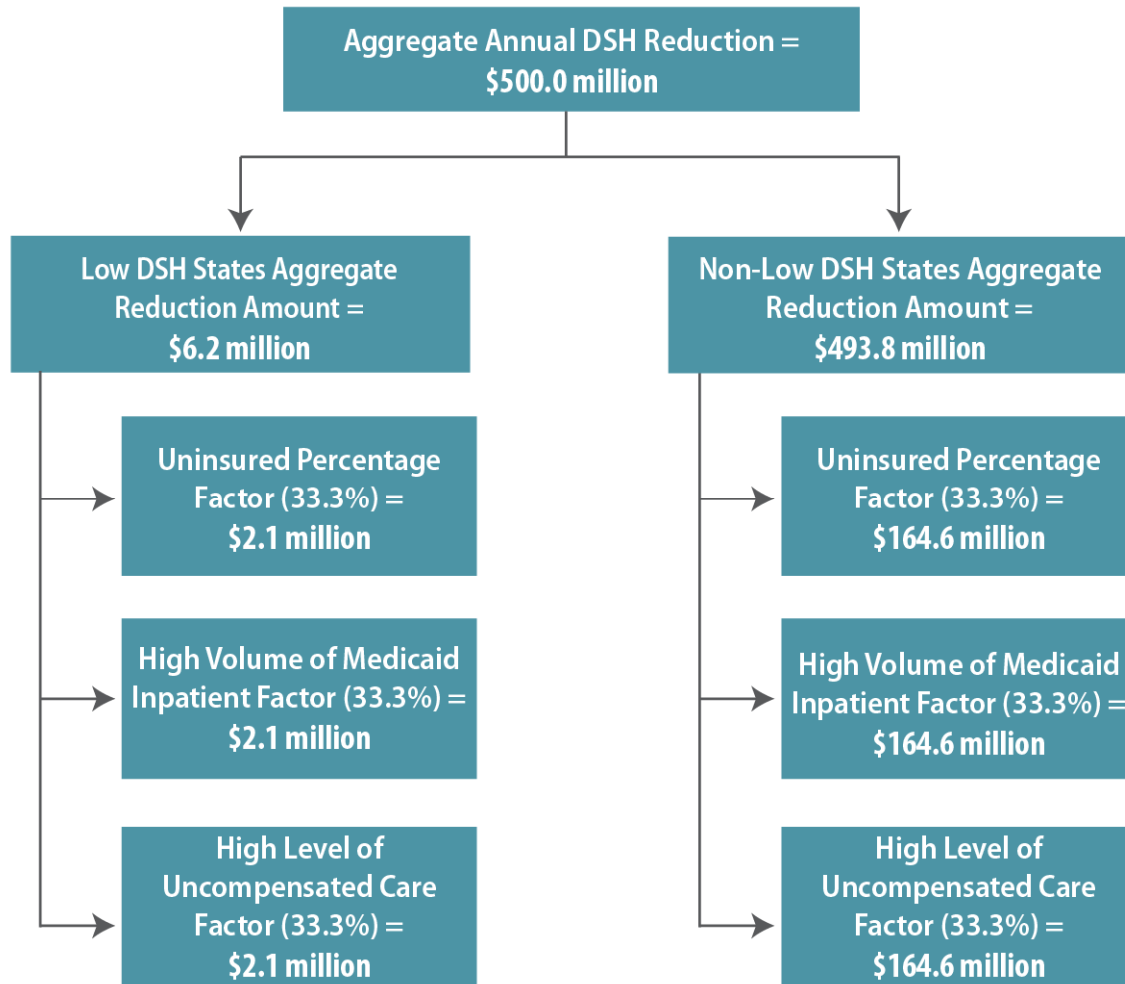 Aggregate Annual DSH Reduction =
$500.0 million
Low DSH States Aggregate
Reduction Amount =
$6.2 million
Uninsured Percentage
Factor (33.3%) =
$2.1 million
High Volume of Medicaid
Inpatient Factor (33.3%) =
$2.1 million
High Level of
Uncompensated Care
Factor (33.3%) =
$2.1 million
Non-Low DSH States Aggregate
Reduction Amount =
$493.8 million
Uninsured Percentage
Factor (33.3%) =
$164.6 million
High Volume of Medicaid
Inpatient Factor (33.3%) =
$164.6 million
High Level of
Uncompensated Care
Factor (33.3%) =
$164.6 million